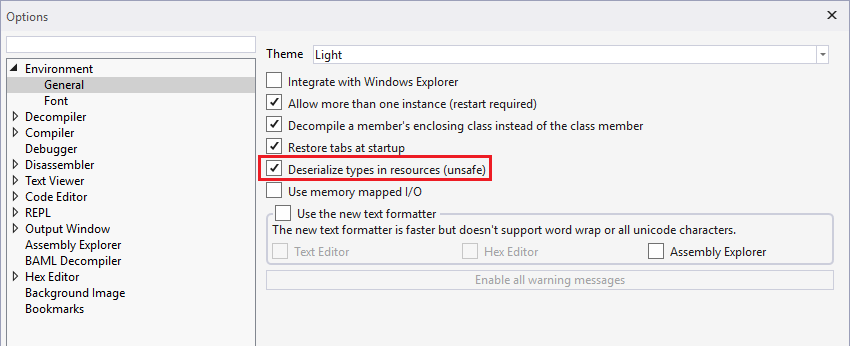 Options
Environment
General
Font
Decompiler
Compiler
Debugger
Disassembler
Text Viewer
Code Editor
REPL
Output Window
Assembly Explorer
BAML Decompiler
Hex Editor
Background Image
Bookmarks
Theme Light
Integrate with Windows Explorer
Allow more than one instance (restart required)
Decompile a member's enclosing class instead of the class member
Restore tabs at startup
Deserialize types in resources (unsafe)
Use memory mapped I/O
Use the new text formatter
The new text formatter is faster but doesn't support word wrap or all unicode characters.
Text Editor Hex Editor Assembly Explorer
Enable all warning messages